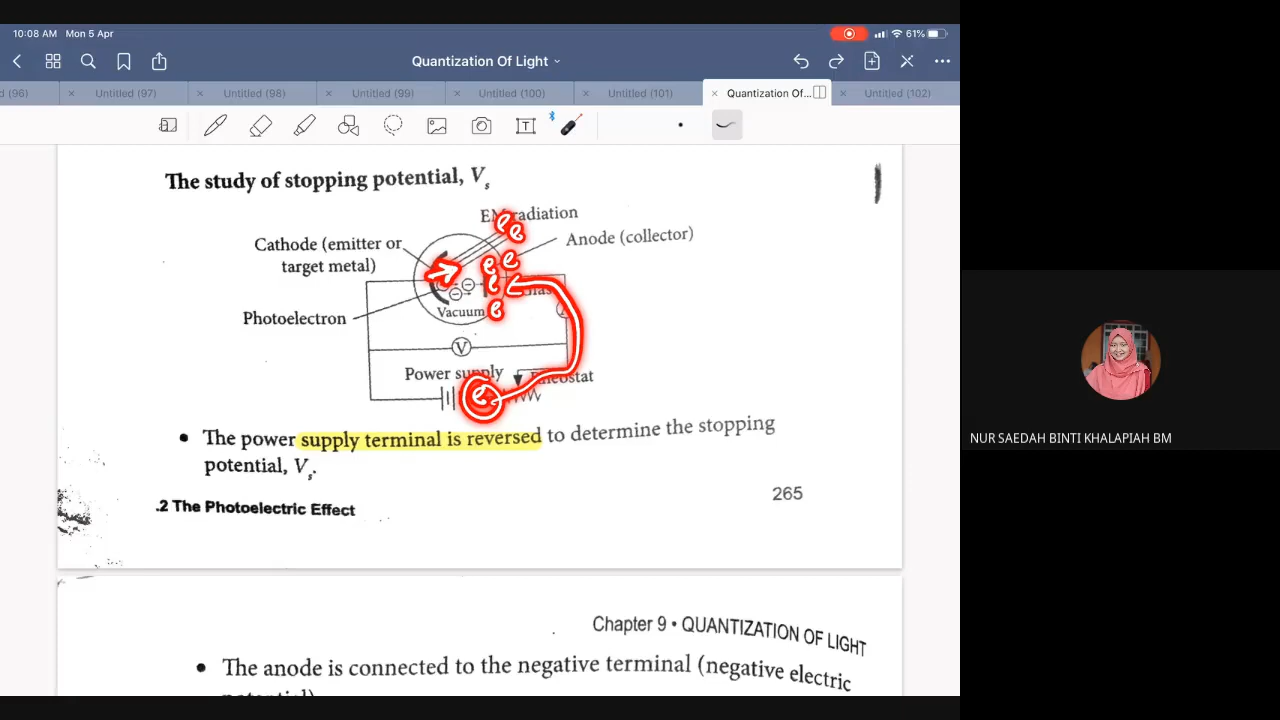 10:08 AM Mon 5 Apr
61%
Quantization Of Light
d (96)
Untitled (97)
Untitled (98)
Untitled (99)
Untitled (100)
Untitled (101)
Quantization Of...
Untitled (102)
The study of stopping potential, Vs
EM radiation
Cathode (emitter or
target metal)
Anode (collector)
e e
e e
e
e
Photoelectron
Vacuum
V
Power supply
Rheostat
e
• The power supply terminal is reversed to determine the stopping
potential, Vs.
265
.2 The Photoelectric Effect
Chapter 9 • QUANTIZATION OF LIGHT
• The anode is connected to the negative terminal (negative electric
potential)
NUR SAEDAH BINTI KHALAPIAH BM